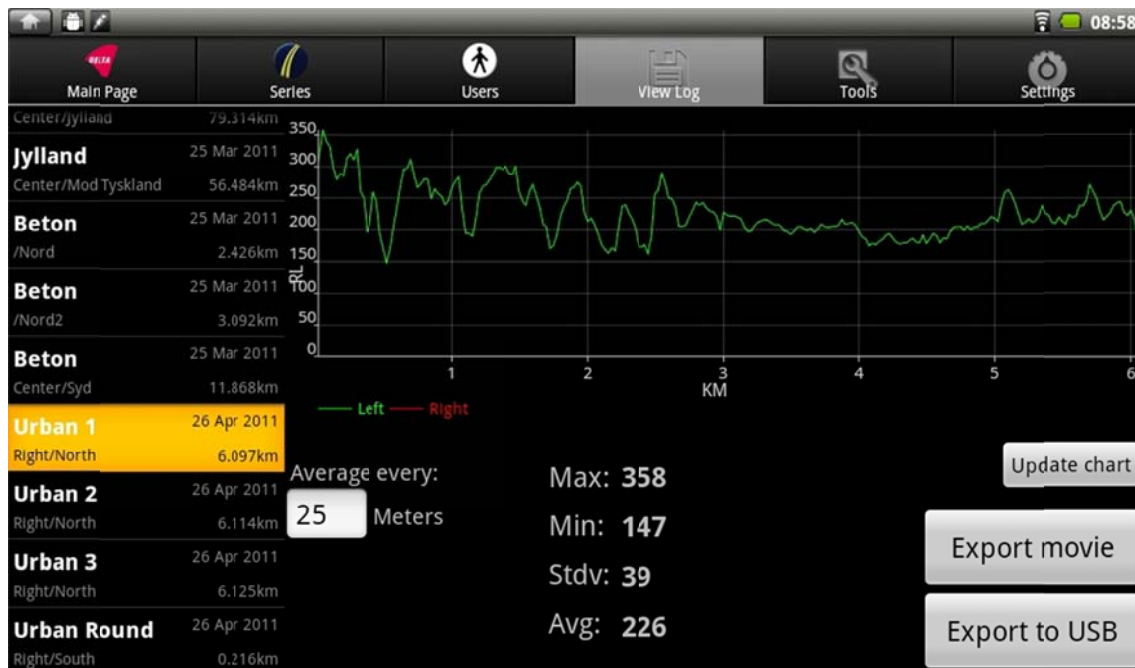 08:58
DELTA
Main Page
Series
Users
View Log
Tools
Settings
Center/Jylland 79.314km
Jylland 25 Mar 2011
Center/Mod Tyskland 56.484km
Beton 25 Mar 2011
/Nord 2.426km
Beton 25 Mar 2011
/Nord2 3.092km
Beton 25 Mar 2011
Center/Syd 11.868km
Urban 1 26 Apr 2011
Right/North 6.097km
Urban 2 26 Apr 2011
Right/North 6.114km
Urban 3 26 Apr 2011
Right/North 6.125km
Urban Round 26 Apr 2011
Right/South 0.216km
350
300
250
200
150
100
50
0
RL
1 2 3 4 5 6
KM
Left Right
Average every:
25 Meters
Max: 358
Min: 147
Stdv: 39
Avg: 226
Update chart
Export movie
Export to USB